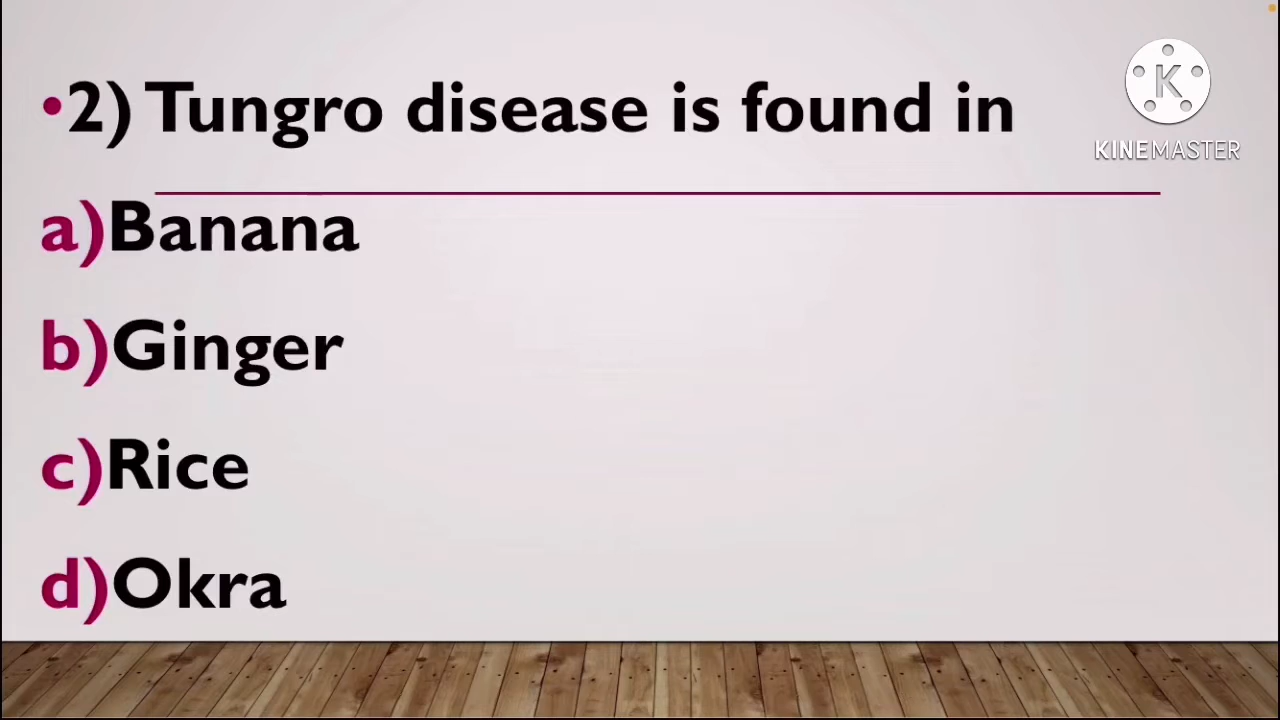 •2) Tungro disease is found in
a)Banana
b)Ginger
c)Rice
d)Okra
K
KINEMASTER